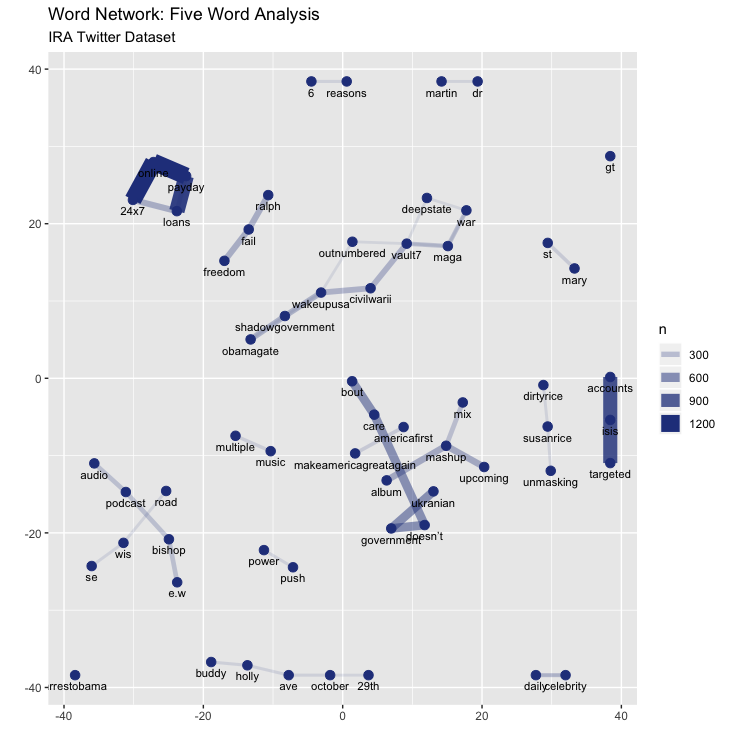 Word Network: Five Word Analysis
IRA Twitter Dataset
40
6 reasons
martin dr
gt
online
payday
24x7
loans
ralph
fail
freedom
deepstate
war
20
outnumbered
vault7
maga
st
mary
wakeupusa
civilwarii
shadowgovernment
obamagate
n
300
600
900
1200
0
bout
care
americafirst
mix
dirtyrice
accounts
susanrice
isis
multiple
music
makeamericagreatagain
mashup
upcoming
unmasking
targeted
audio
podcast
road
album
ukranian
-20
wis
bishop
government
doesn't
se
e.w
power
push
buddy
holly
ave
october
29th
daily
celebrity
rrestobama
-40
-40 -20 0 20 40